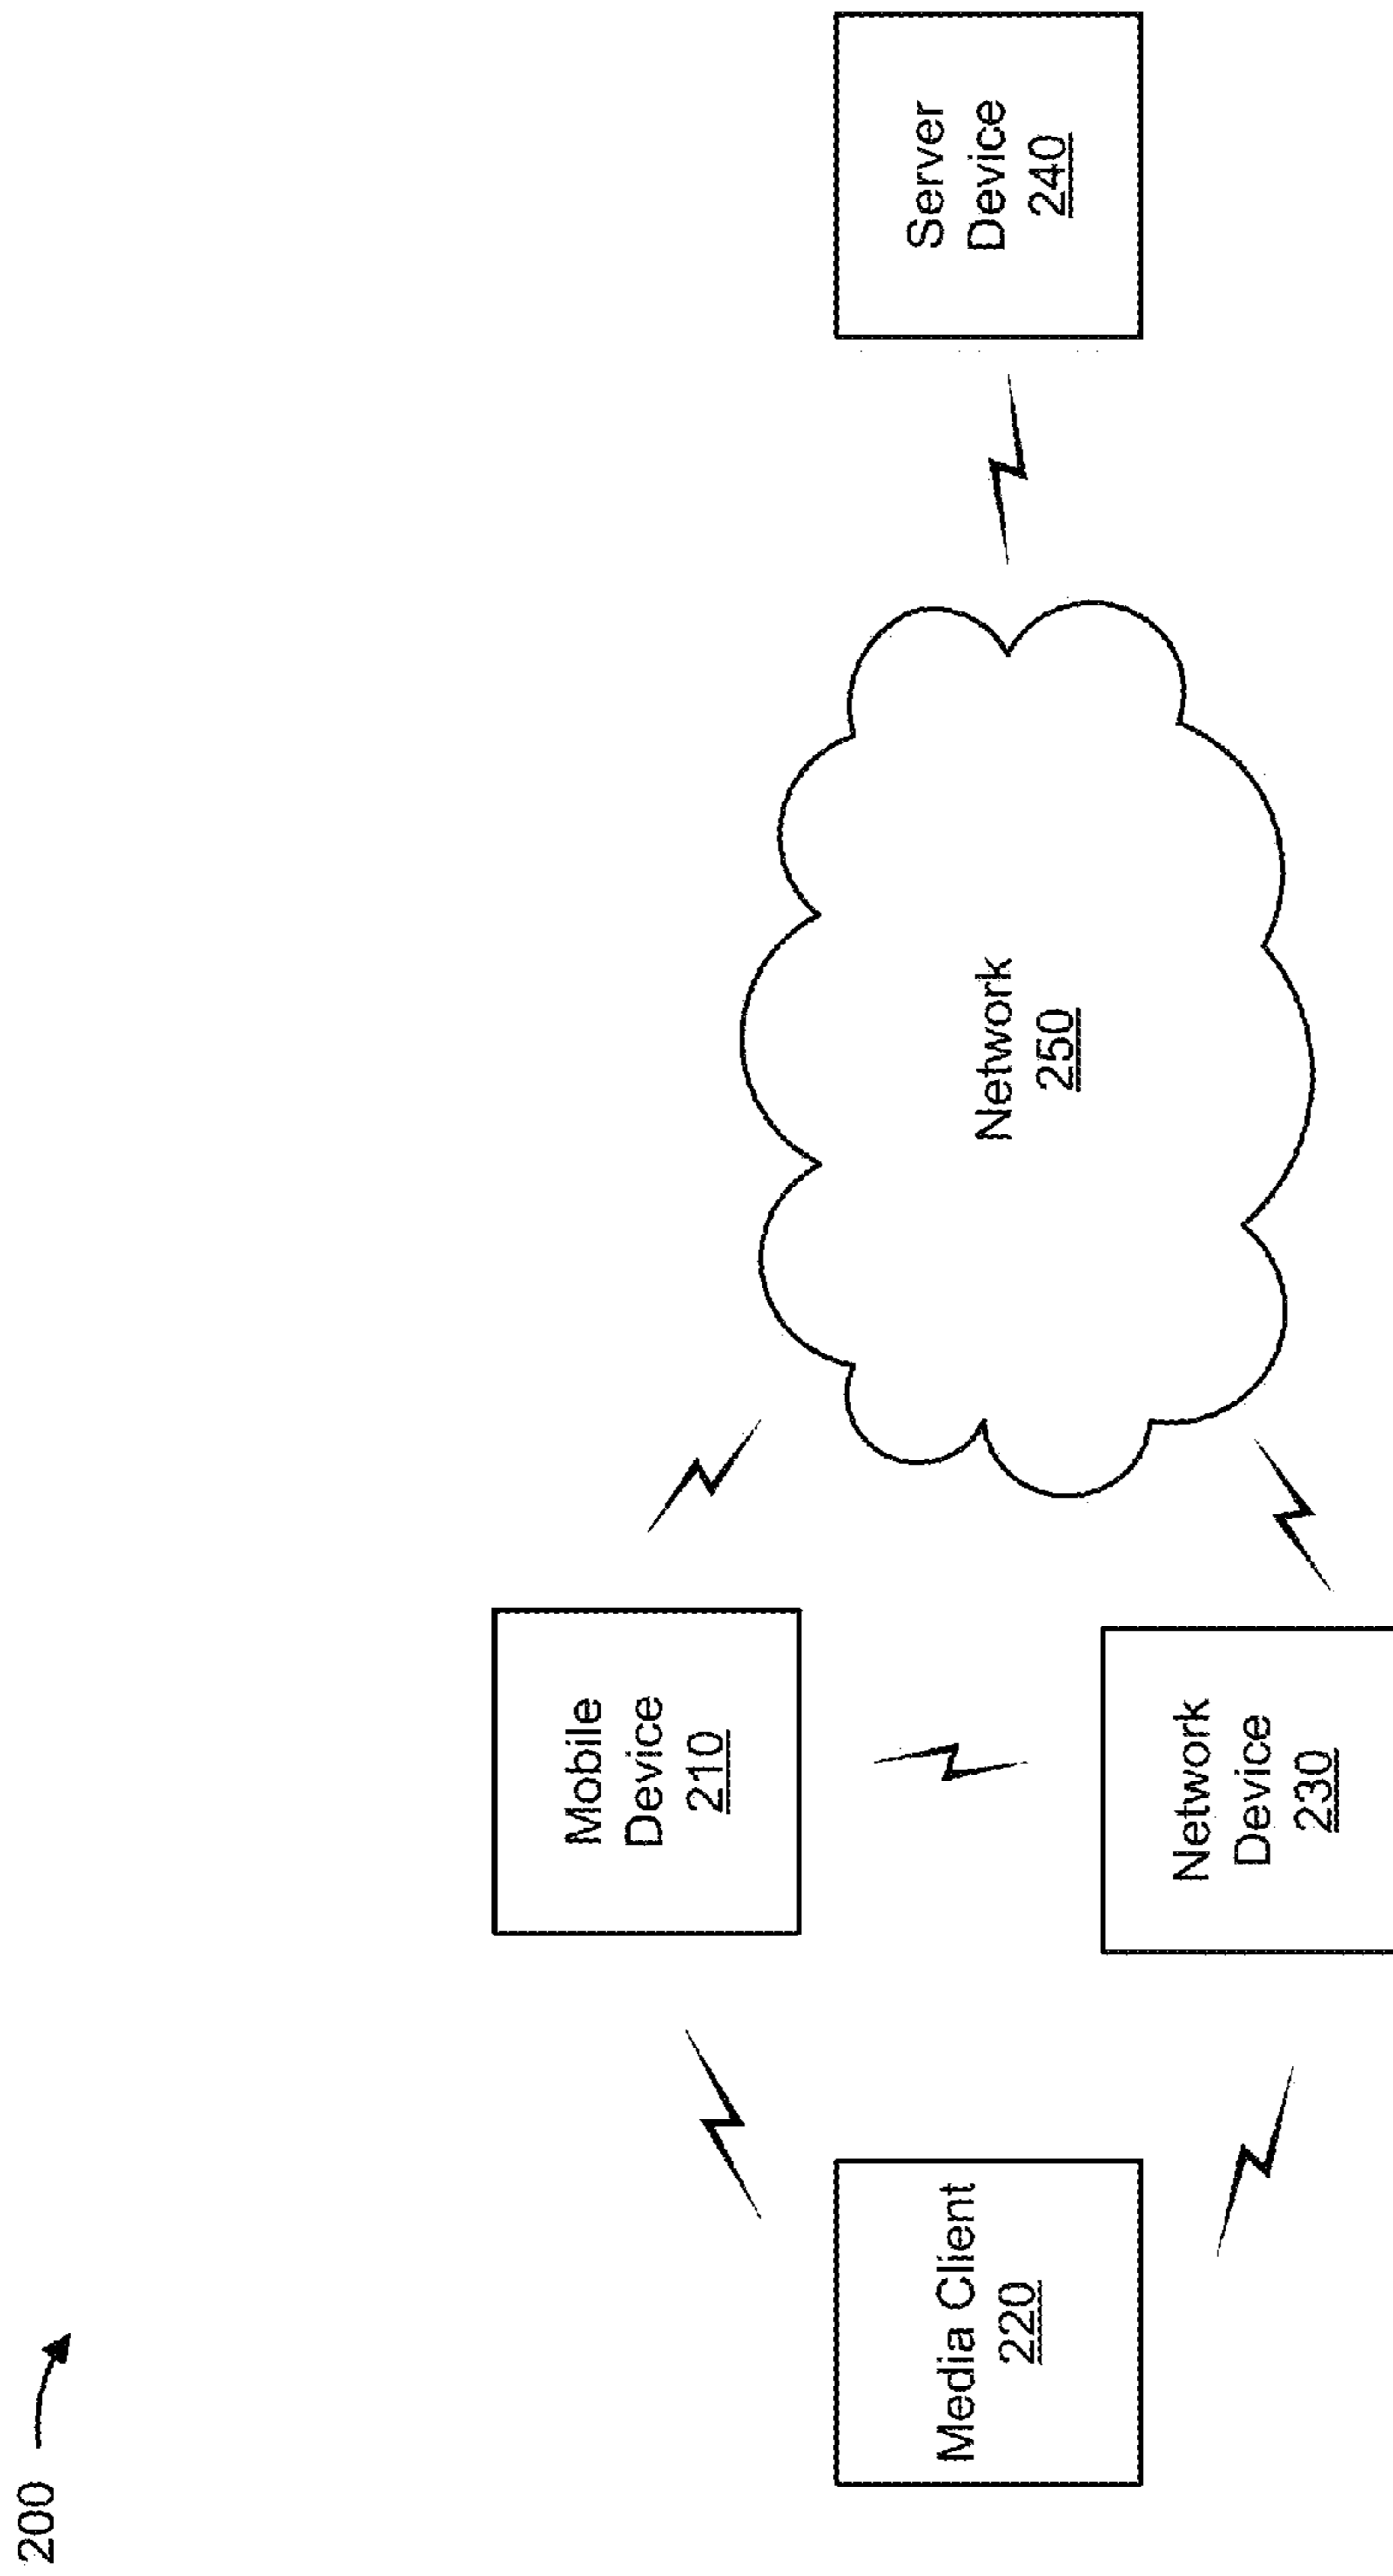 200
Mobile
Device
210
Media Client
220
Network
250
Server
Device
240
Network
Device
230